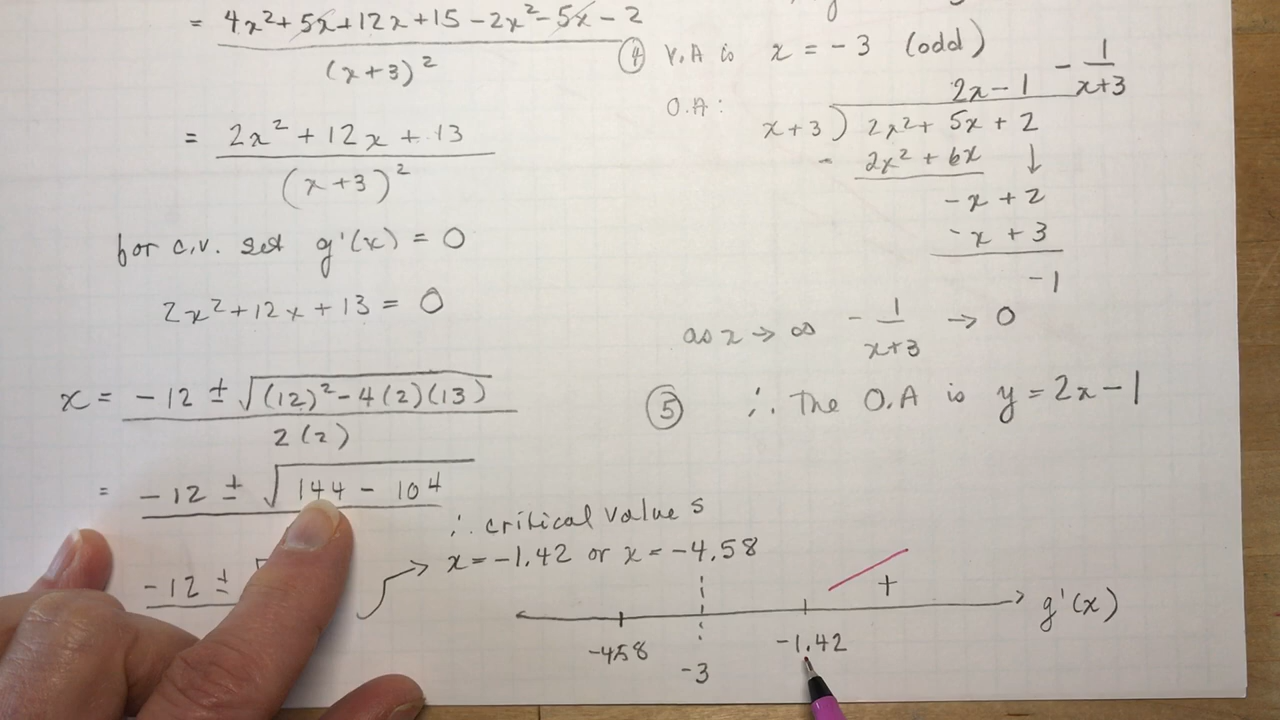 = 4x²+5x+12x+15-2x²-5x-2
(x+3)²
= 2x²+12x+13
(x+3)²
for c.v. set g'(x) = 0
2x²+12x+13 = 0
x = -12 ± √(12)²-4(2)(13)
2(2)
= -12 ± √144-104
-12 ±
④ V.A is x = -3 (odd)
O.A:
2x-1 - 1
x+3
x+3) 2x²+5x+2
- 2x²+6x ↓
-x+2
-x+3
-1
as x → ∞ - 1 → 0
x+3
⑤ ∴ The O.A is y = 2x-1
∴ critical values
x = -1.42 or x = -4.58
+
g'(x)
-458
-3
-1.42